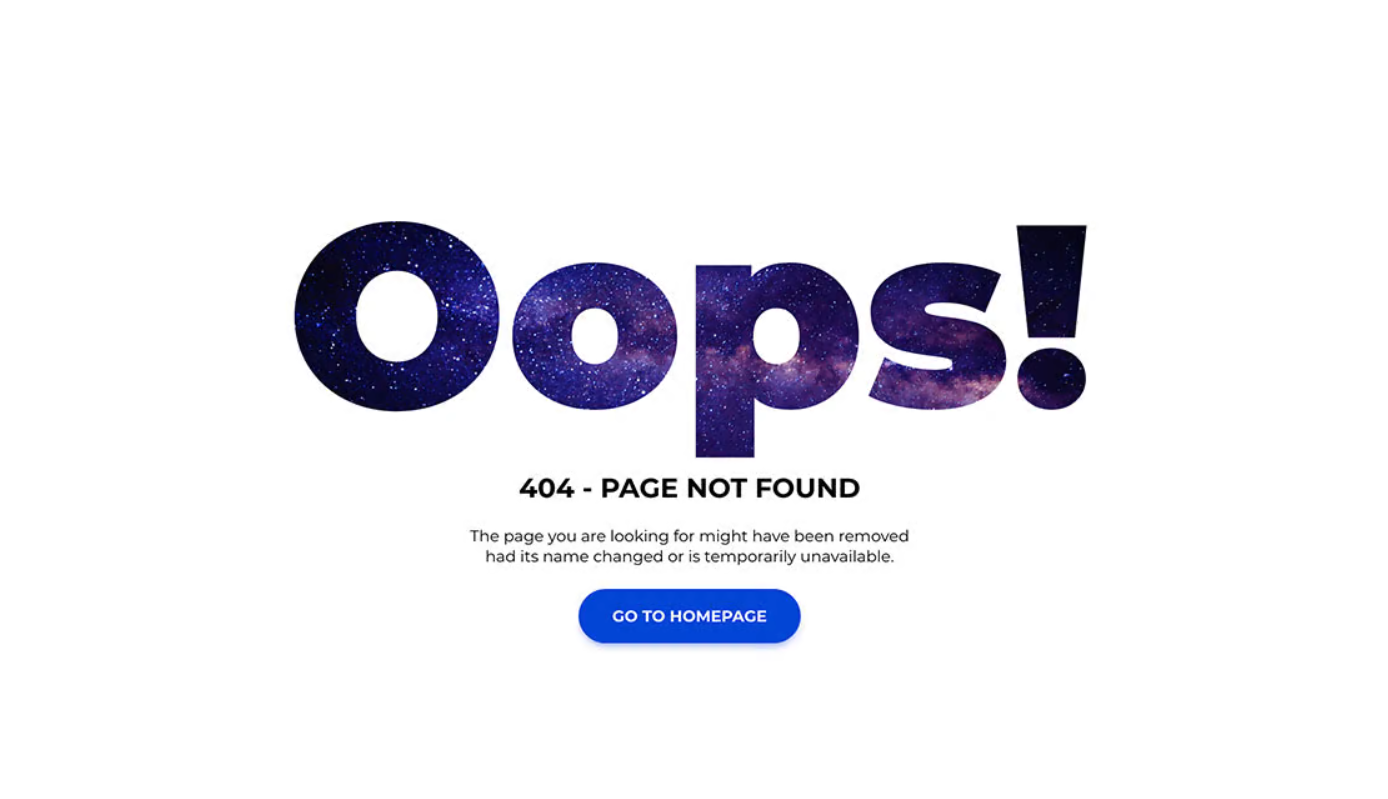 Oops!
404 - PAGE NOT FOUND
The page you are looking for might have been removed
had its name changed or is temporarily unavailable.
GO TO HOMEPAGE